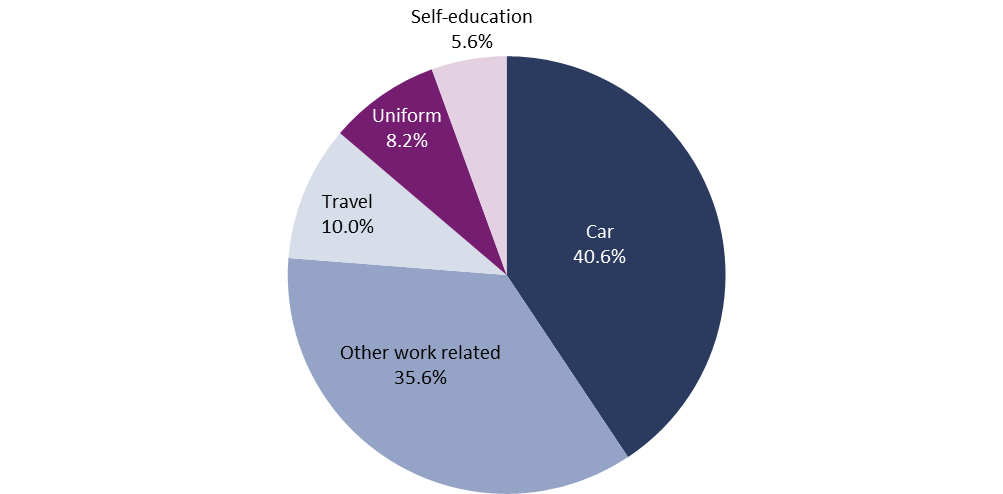 Self-education
5.6%
Uniform
8.2%
Travel
10.0%
Car
40.6%
Other work related
35.6%